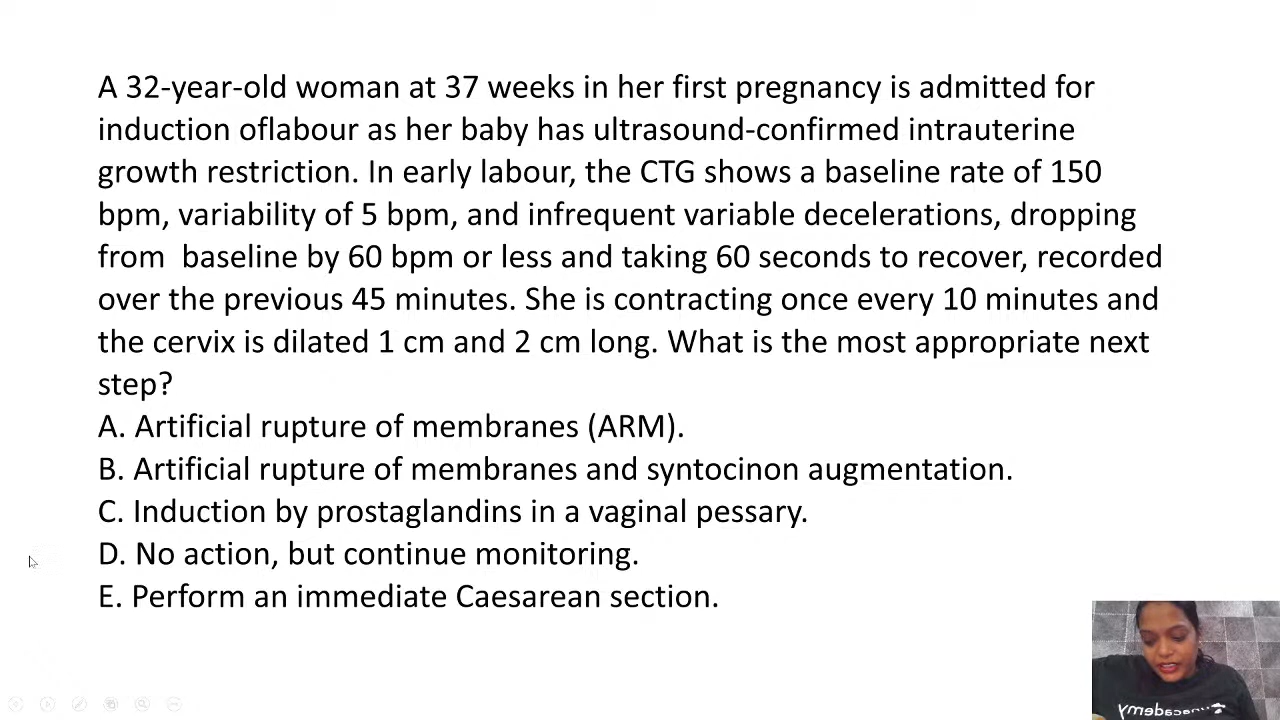 A 32-year-old woman at 37 weeks in her first pregnancy is admitted for
induction oflabour as her baby has ultrasound-confirmed intrauterine
growth restriction. In early labour, the CTG shows a baseline rate of 150
bpm, variability of 5 bpm, and infrequent variable decelerations, dropping
from  baseline by 60 bpm or less and taking 60 seconds to recover, recorded
over the previous 45 minutes. She is contracting once every 10 minutes and
the cervix is dilated 1 cm and 2 cm long. What is the most appropriate next
step?
A. Artificial rupture of membranes (ARM).
B. Artificial rupture of membranes and syntocinon augmentation.
C. Induction by prostaglandins in a vaginal pessary.
D. No action, but continue monitoring.
E. Perform an immediate Caesarean section.
unacademy